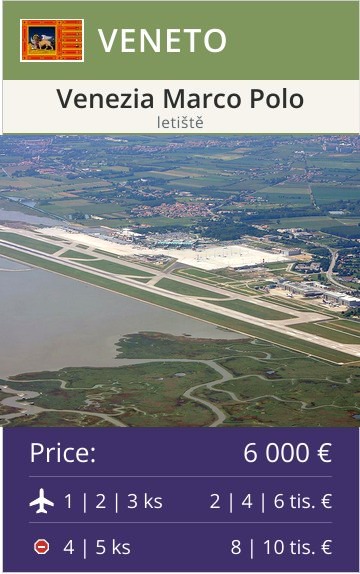 VENETO
Venezia Marco Polo
letiště
Price: 6 000 €
1 | 2 | 3 ks 2 | 4 | 6 tis. €
4 | 5 ks 8 | 10 tis. €